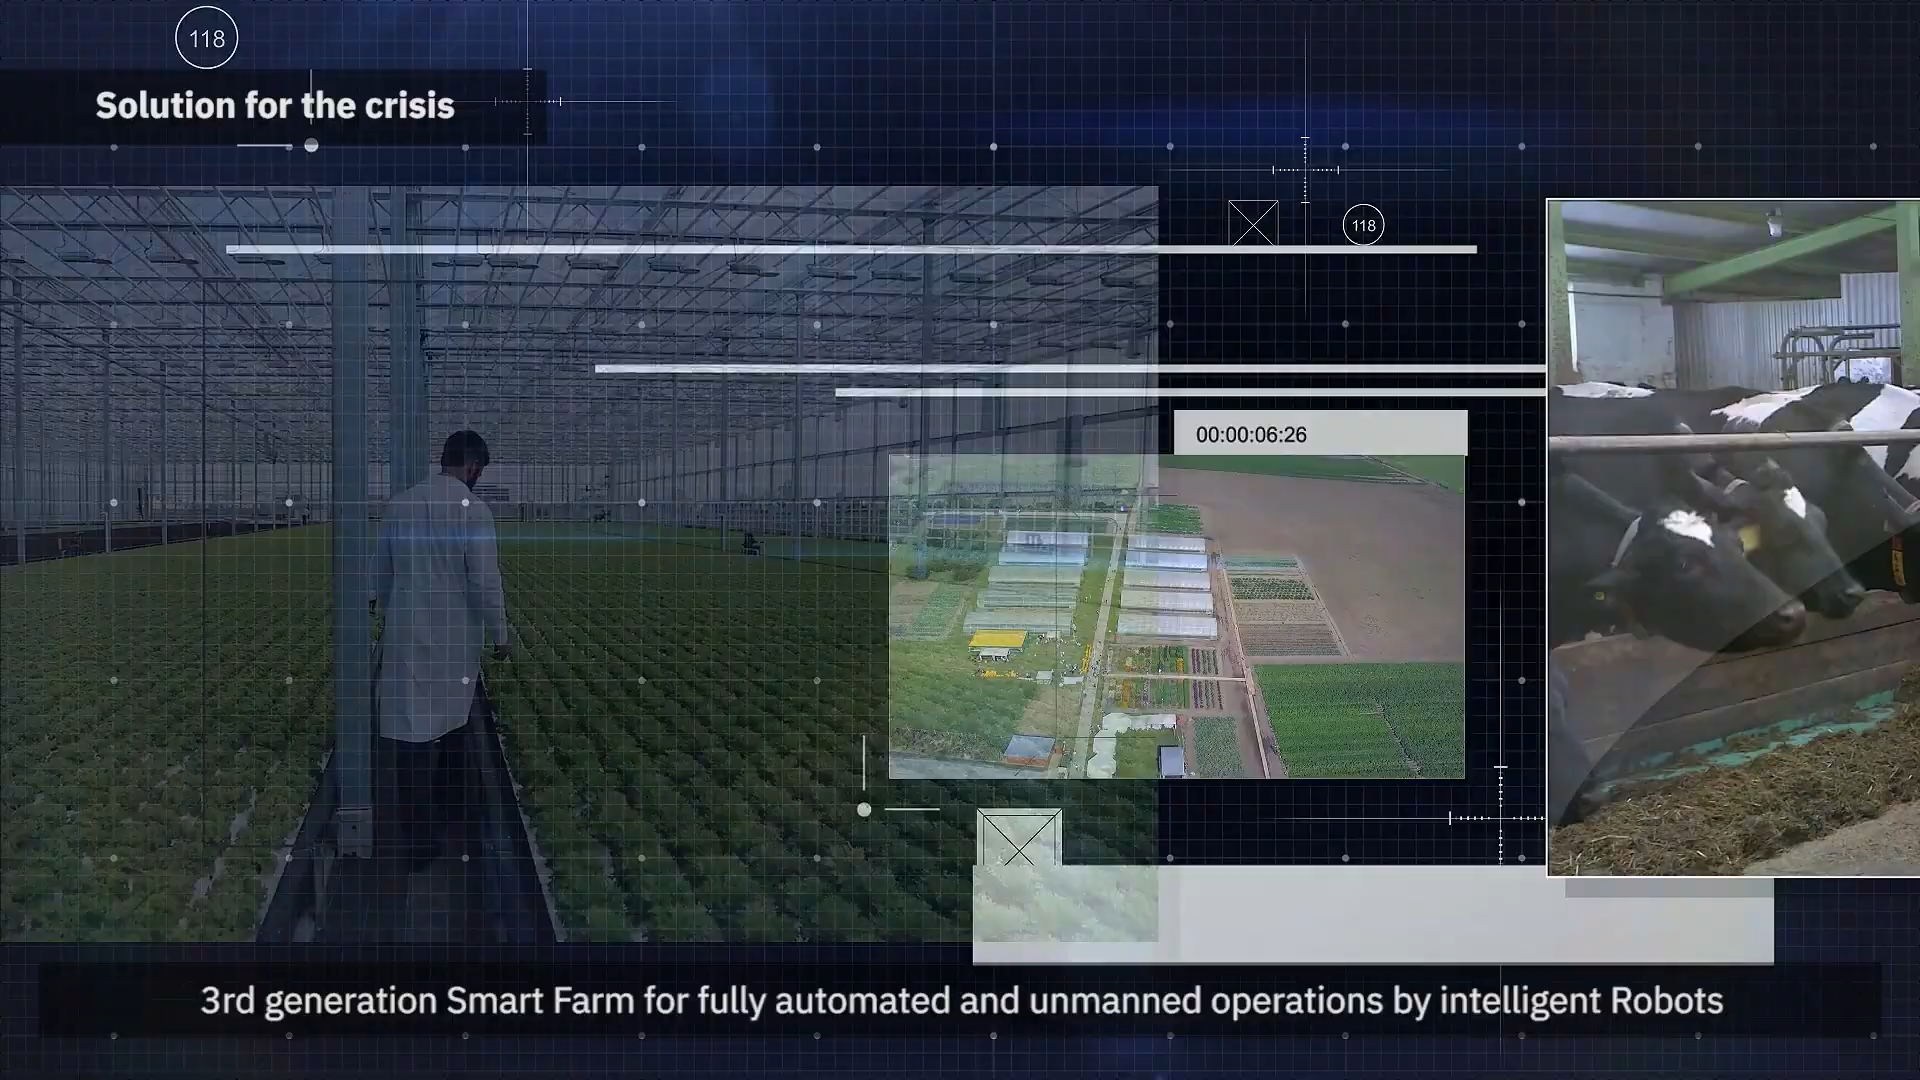 118
Solution for the crisis
118
00:00:06:26
3rd generation Smart Farm for fully automated and unmanned operations by intelligent Robots